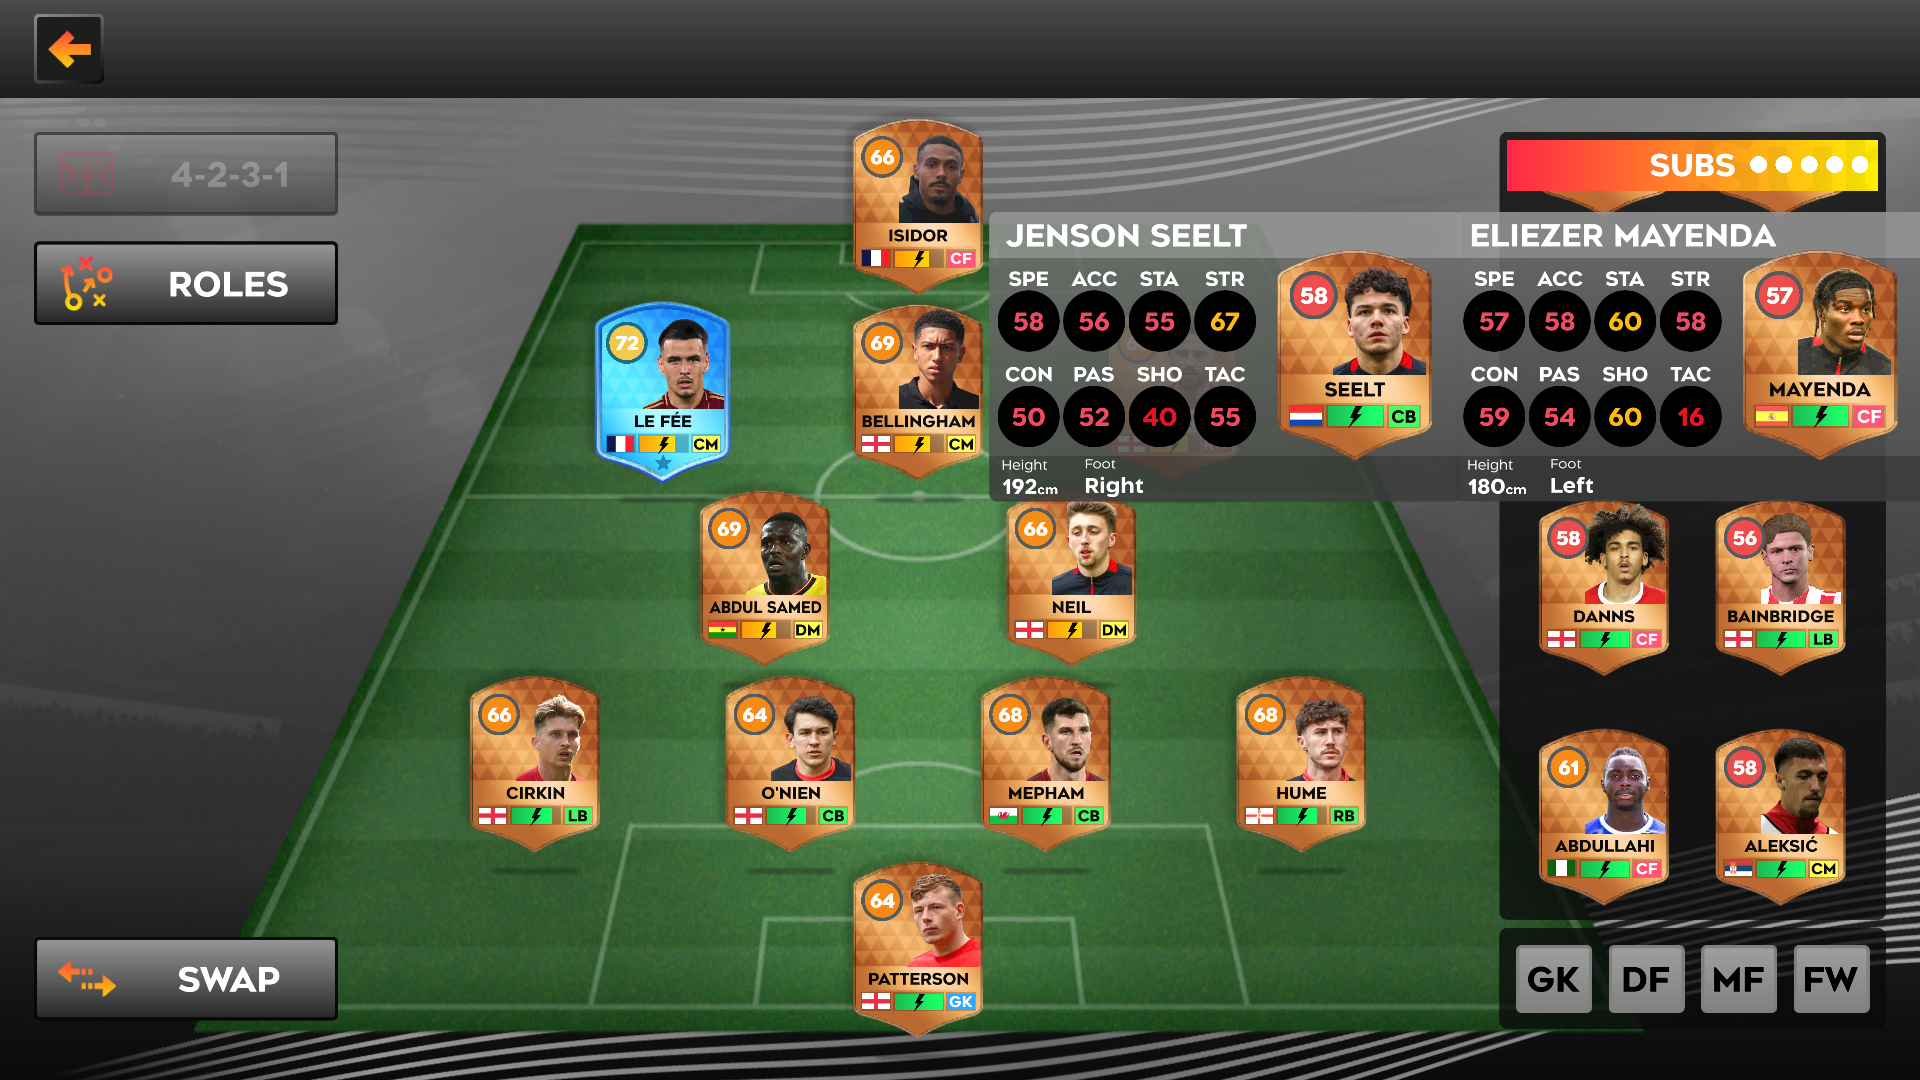 4-2-3-1
ROLES
SWAP
SUBS
66
ISIDOR
CF
72
LE FÉE
CM
69
BELLINGHAM
CM
69
ABDUL SAMED
DM
66
NEIL
DM
66
CIRKIN
LB
64
O'NIEN
CB
68
MEPHAM
CB
68
HUME
RB
64
PATTERSON
GK
JENSON SEELT
SPE ACC STA STR
58 56 55 67
CON PAS SHO TAC
50 52 40 55
Height Foot
192cm Right
58
SEELT
CB
ELIEZER MAYENDA
SPE ACC STA STR
57 58 60 58
CON PAS SHO TAC
59 54 60 16
Height Foot
180cm Left
57
MAYENDA
CF
58
DANNS
CF
56
BAINBRIDGE
LB
61
ABDULLAHI
CF
58
ALEKSIĆ
CM
GK DF MF FW